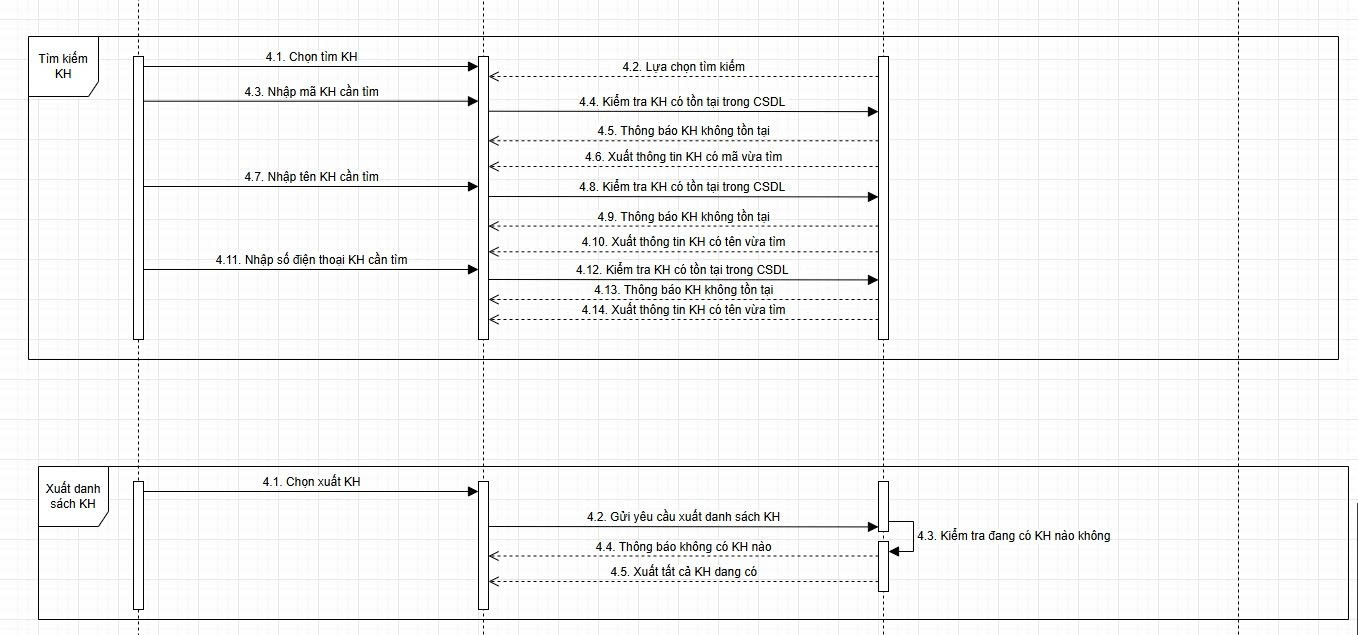 Tìm kiếm
KH
4.1. Chọn tìm KH
4.2. Lựa chọn tìm kiếm
4.3. Nhập mã KH cần tìm
4.4. Kiểm tra KH có tồn tại trong CSDL
4.5. Thông báo KH không tồn tại
4.6. Xuất thông tin KH có mã vừa tìm
4.7. Nhập tên KH cần tìm
4.8. Kiểm tra KH có tồn tại trong CSDL
4.9. Thông báo KH không tồn tại
4.10. Xuất thông tin KH có tên vừa tìm
4.11. Nhập số điện thoại KH cần tìm
4.12. Kiểm tra KH có tồn tại trong CSDL
4.13. Thông báo KH không tồn tại
4.14. Xuất thông tin KH có tên vừa tìm
Xuất danh
sách KH
4.1. Chọn xuất KH
4.2. Gửi yêu cầu xuất danh sách KH
4.3. Kiểm tra đang có KH nào không
4.4. Thông báo không có KH nào
4.5. Xuất tất cả KH dang có